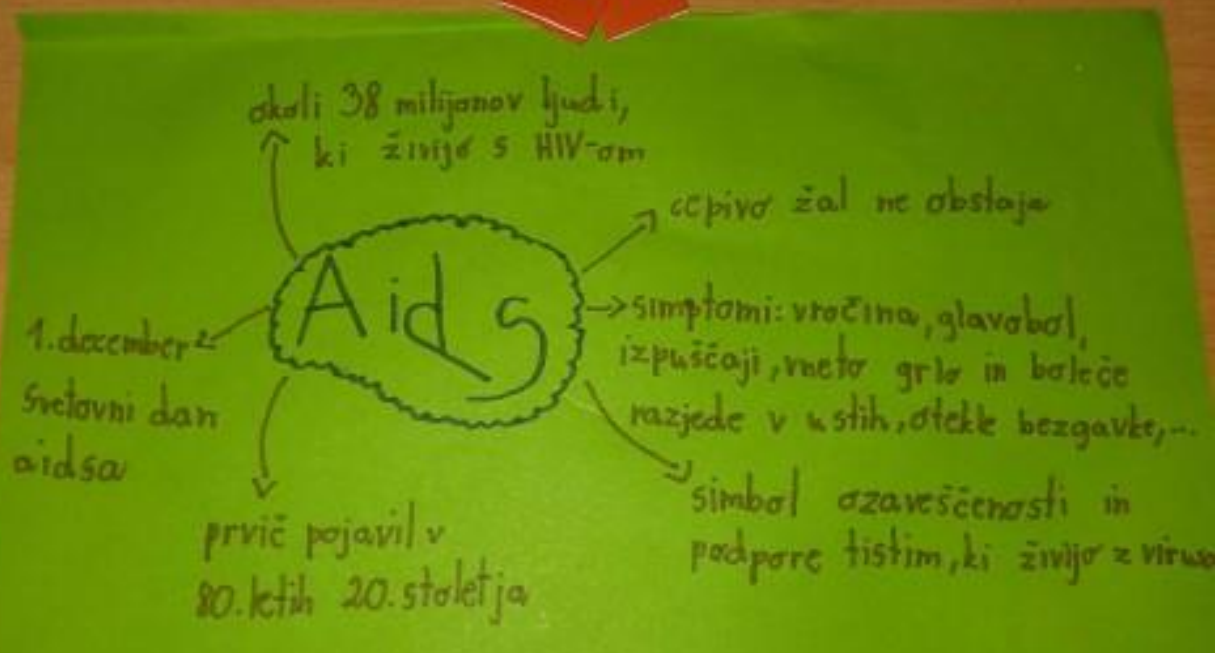 okoli 38 milijonov ljudi,
ki živijo s HIV-om
cepivo žal ne obstaja
Aids
simptomi: vročina, glavobol,
izpuščaji, vneto grlo in boleče
razjede v ustih, otekle bezgavke,...
1. december
svetovni dan
aidsa
simbol ozaveščenosti in
podpore tistim, ki živijo z
prvič pojavil v
80. letih 20. stoletja